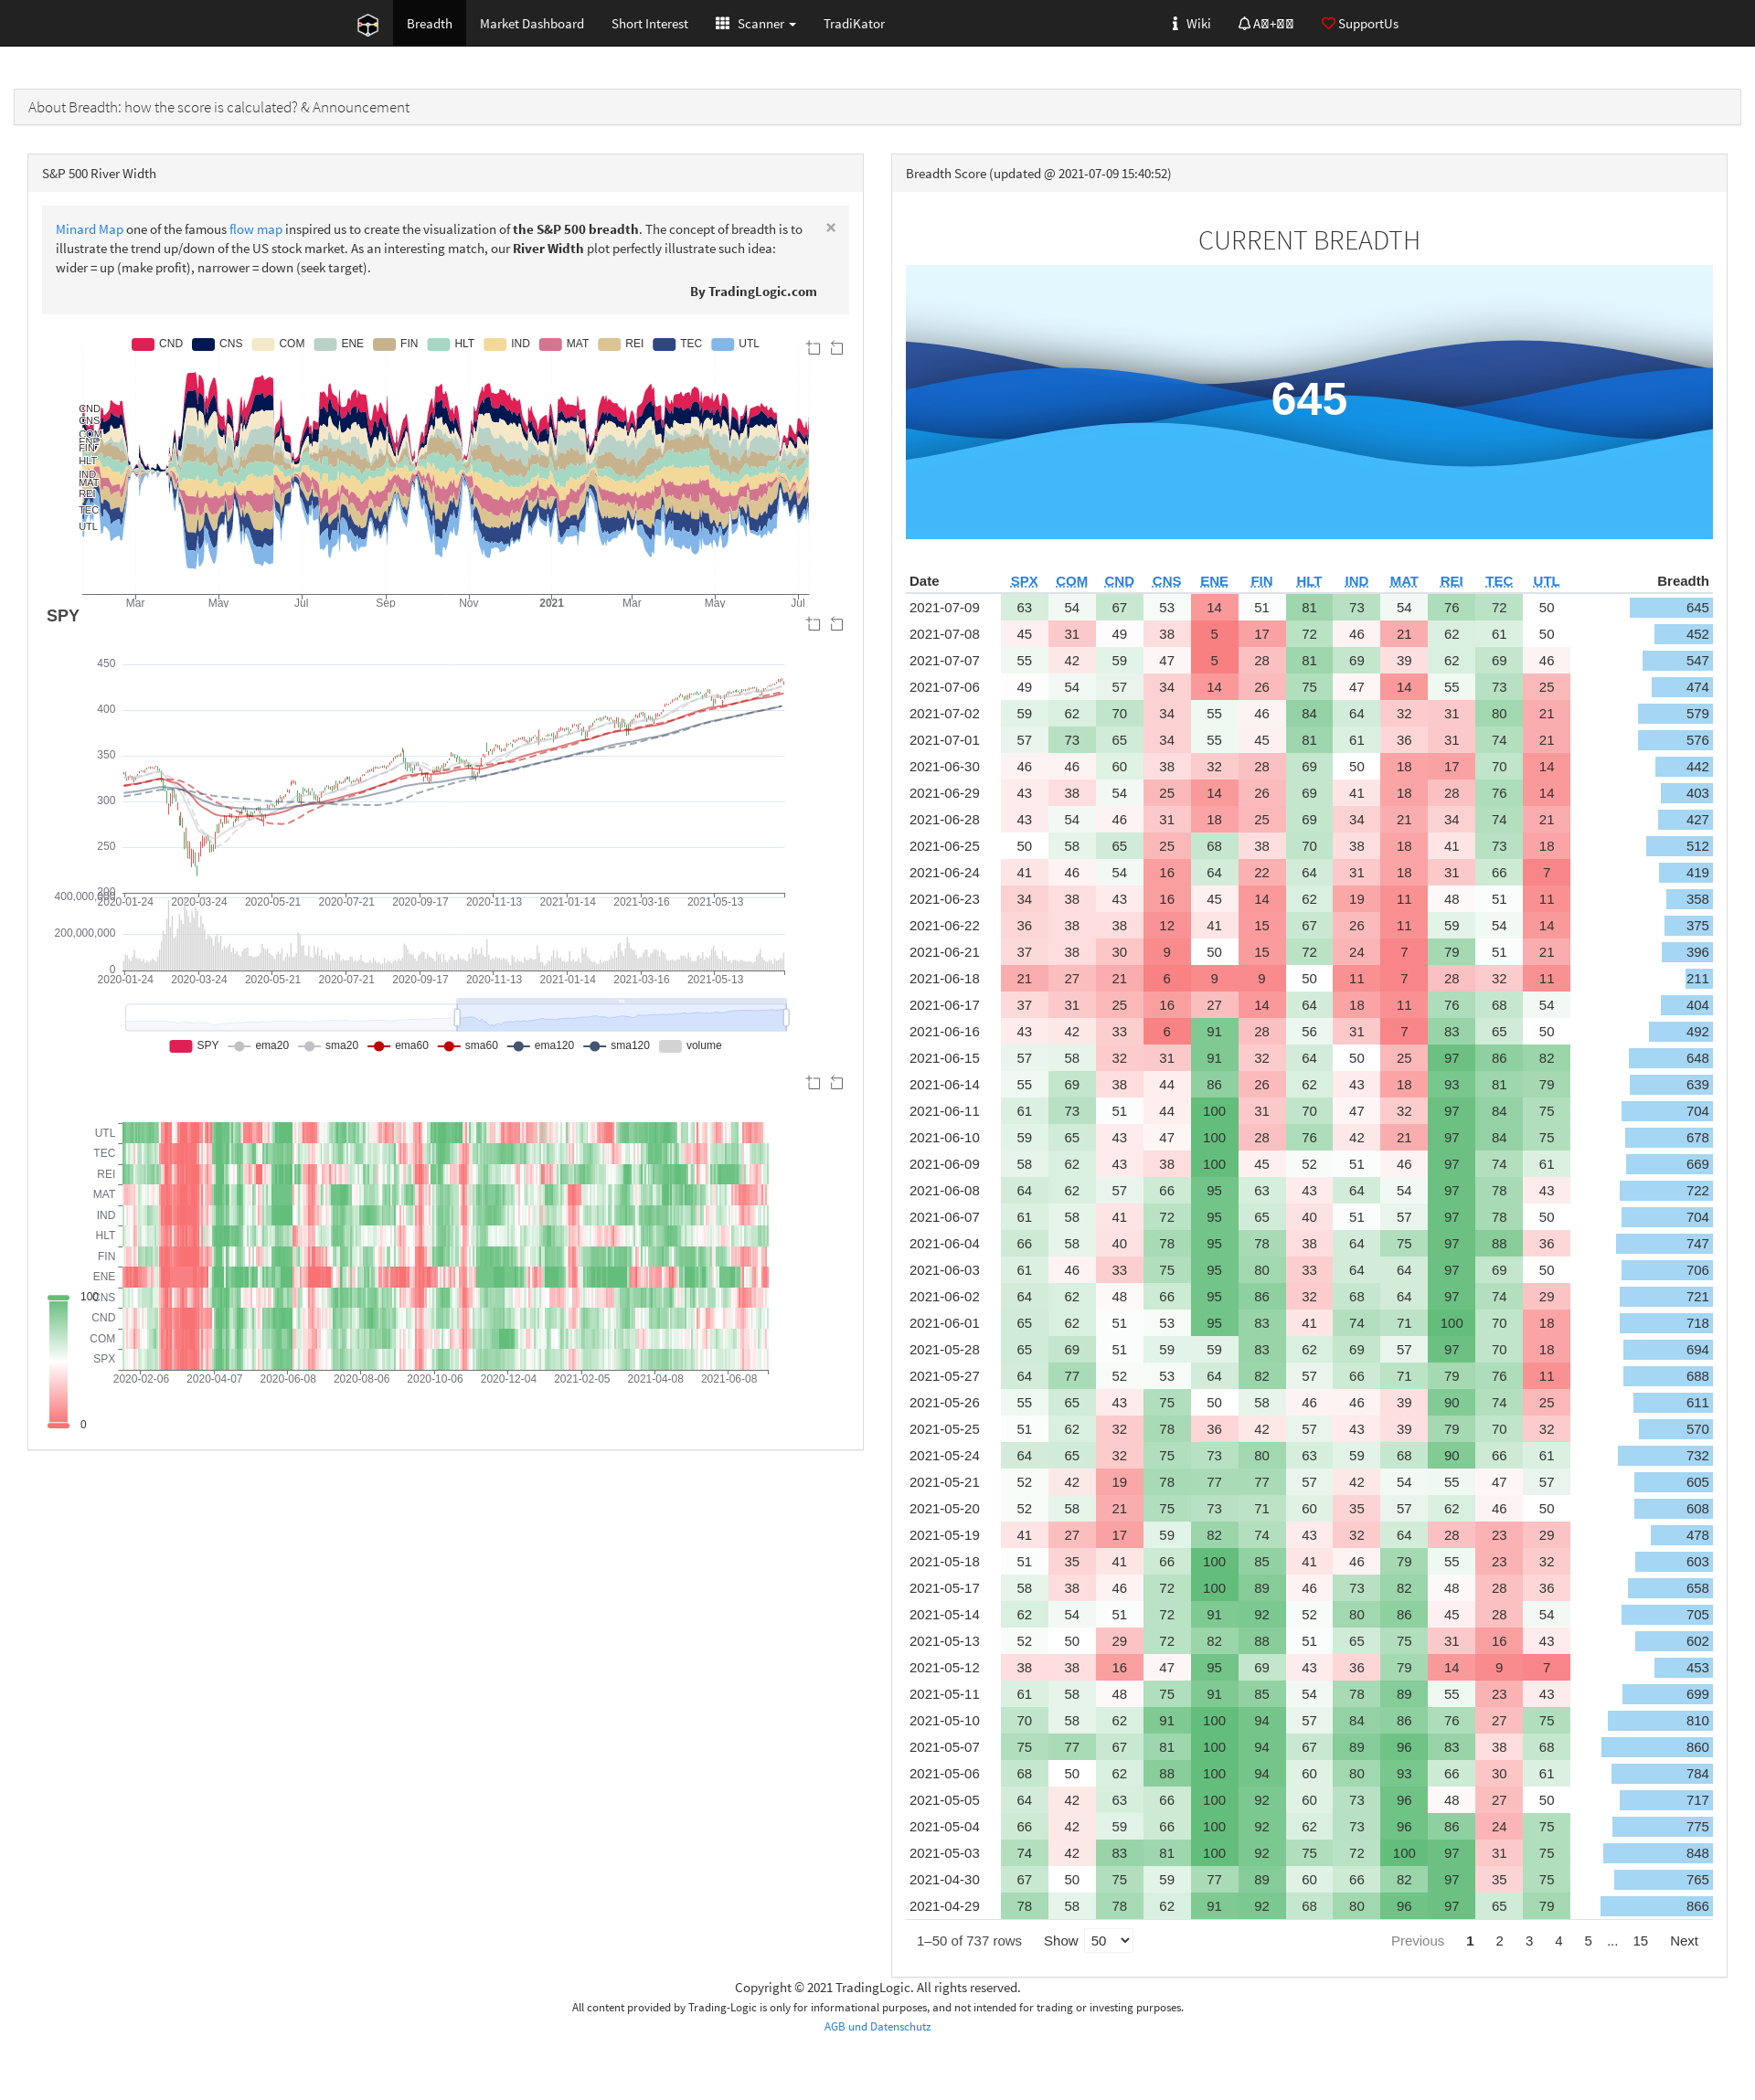 Breadth Market Dashboard Short Interest Scanner TradiKator Wiki SupportUs
About Breadth: how the score is calculated? & Announcement
S&P 500 River Width
Minard Map one of the famous flow map inspired us to create the visualization of the S&P 500 breadth. The concept of breadth is to
illustrate the trend up/down of the US stock market. As an interesting match, our River Width plot perfectly illustrate such idea:
wider = up (make profit), narrower = down (seek target).
×
By TradingLogic.com
CND CNS COM ENE FIN HLT IND MAT REI TEC UTL
CND
CNS
COM
ENE
FIN
HLT
IND
MAT
REI
TEC
UTL
Mar May Jul Sep Nov 2021 Mar May Jul
SPY
450
400
350
300
250
200
2020-01-24 2020-03-24 2020-05-21 2020-07-21 2020-09-17 2020-11-13 2021-01-14 2021-03-16 2021-05-13
400,000,000
200,000,000
0
2020-01-24 2020-03-24 2020-05-21 2020-07-21 2020-09-17 2020-11-13 2021-01-14 2021-03-16 2021-05-13
SPY ema20 sma20 ema60 sma60 ema120 sma120 volume
UTL
TEC
REI
MAT
IND
HLT
FIN
ENE
CNS
CND
COM
SPX
2020-02-06 2020-04-07 2020-06-08 2020-08-06 2020-10-06 2020-12-04 2021-02-05 2021-04-08 2021-06-08
100
0
Breadth Score (updated @ 2021-07-09 15:40:52)
CURRENT BREADTH
645
Date SPX COM CND CNS ENE FIN HLT IND MAT REI TEC UTL Breadth
2021-07-09 63 54 67 53 14 51 81 73 54 76 72 50 645
2021-07-08 45 31 49 38 5 17 72 46 21 62 61 50 452
2021-07-07 55 42 59 47 5 28 81 69 39 62 69 46 547
2021-07-06 49 54 57 34 14 26 75 47 14 55 73 25 474
2021-07-02 59 62 70 34 55 46 84 64 32 31 80 21 579
2021-07-01 57 73 65 34 55 45 81 61 36 31 74 21 576
2021-06-30 46 46 60 38 32 28 69 50 18 17 70 14 442
2021-06-29 43 38 54 25 14 26 69 41 18 28 76 14 403
2021-06-28 43 54 46 31 18 25 69 34 21 34 74 21 427
2021-06-25 50 58 65 25 68 38 70 38 18 41 73 18 512
2021-06-24 41 46 54 16 64 22 64 31 18 31 66 7 419
2021-06-23 34 38 43 16 45 14 62 19 11 48 51 11 358
2021-06-22 36 38 38 12 41 15 67 26 11 59 54 14 375
2021-06-21 37 38 30 9 50 15 72 24 7 79 51 21 396
2021-06-18 21 27 21 6 9 9 50 11 7 28 32 11 211
2021-06-17 37 31 25 16 27 14 64 18 11 76 68 54 404
2021-06-16 43 42 33 6 91 28 56 31 7 83 65 50 492
2021-06-15 57 58 32 31 91 32 64 50 25 97 86 82 648
2021-06-14 55 69 38 44 86 26 62 43 18 93 81 79 639
2021-06-11 61 73 51 44 100 31 70 47 32 97 84 75 704
2021-06-10 59 65 43 47 100 28 76 42 21 97 84 75 678
2021-06-09 58 62 43 38 100 45 52 51 46 97 74 61 669
2021-06-08 64 62 57 66 95 63 43 64 54 97 78 43 722
2021-06-07 61 58 41 72 95 65 40 51 57 97 78 50 704
2021-06-04 66 58 40 78 95 78 38 64 75 97 88 36 747
2021-06-03 61 46 33 75 95 80 33 64 64 97 69 50 706
2021-06-02 64 62 48 66 95 86 32 68 64 97 74 29 721
2021-06-01 65 62 51 53 95 83 41 74 71 100 70 18 718
2021-05-28 65 69 51 59 59 83 62 69 57 97 70 18 694
2021-05-27 64 77 52 53 64 82 57 66 71 79 76 11 688
2021-05-26 55 65 43 75 50 58 46 46 39 90 74 25 611
2021-05-25 51 62 32 78 36 42 57 43 39 79 70 32 570
2021-05-24 64 65 32 75 73 80 63 59 68 90 66 61 732
2021-05-21 52 42 19 78 77 77 57 42 54 55 47 57 605
2021-05-20 52 58 21 75 73 71 60 35 57 62 46 50 608
2021-05-19 41 27 17 59 82 74 43 32 64 28 23 29 478
2021-05-18 51 35 41 66 100 85 41 46 79 55 23 32 603
2021-05-17 58 38 46 72 100 89 46 73 82 48 28 36 658
2021-05-14 62 54 51 72 91 92 52 80 86 45 28 54 705
2021-05-13 52 50 29 72 82 88 51 65 75 31 16 43 602
2021-05-12 38 38 16 47 95 69 43 36 79 14 9 7 453
2021-05-11 61 58 48 75 91 85 54 78 89 55 23 43 699
2021-05-10 70 58 62 91 100 94 57 84 86 76 27 75 810
2021-05-07 75 77 67 81 100 94 67 89 96 83 38 68 860
2021-05-06 68 50 62 88 100 94 60 80 93 66 30 61 784
2021-05-05 64 42 63 66 100 92 60 73 96 48 27 50 717
2021-05-04 66 42 59 66 100 92 62 73 96 86 24 75 775
2021-05-03 74 42 83 81 100 92 75 72 100 97 31 75 848
2021-04-30 67 50 75 59 77 89 60 66 82 97 35 75 765
2021-04-29 78 58 78 62 91 92 68 80 96 97 65 79 866
1–50 of 737 rows Show 50 Previous 1 2 3 4 5 ... 15 Next
Copyright © 2021 TradingLogic. All rights reserved.
All content provided by Trading-Logic is only for informational purposes, and not intended for trading or investing purposes.
AGB und Datenschutz